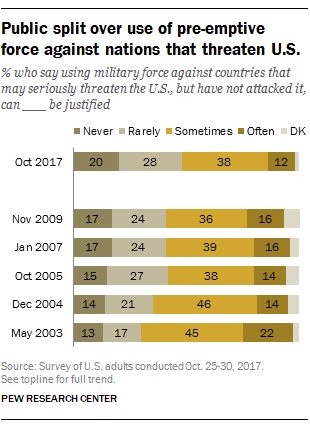 Public split over use of pre-emptive
force against nations that threaten U.S.
% who say using military force against countries that
may seriously threaten the U.S., but have not attacked it,
can ____ be justified
Never Rarely Sometimes Often DK
Oct 2017 20 28 38 12
Nov 2009 17 24 36 16
Jan 2007 17 24 39 16
Oct 2005 15 27 38 14
Dec 2004 14 21 46 14
May 2003 13 17 45 22
Source: Survey of U.S. adults conducted Oct. 25-30, 2017.
See topline for full trend.
PEW RESEARCH CENTER